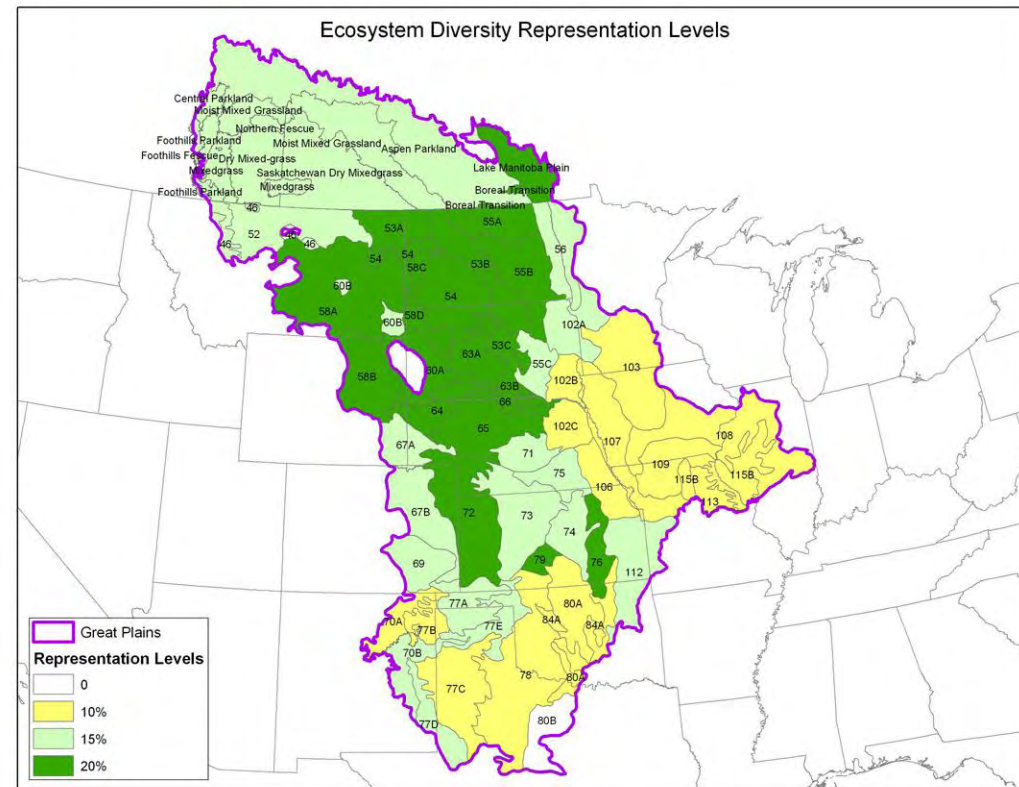 Ecosystem Diversity Representation Levels
Central Parkland
Moist Mixed Grassland
Northern Fescue
Foothills Parkland
Moist Mixed Grassland
Aspen Parkland
Foothills Fescue
Dry Mixed-grass
Lake Manitoba Plain
Mixedgrass
Saskatchewan Dry Mixedgrass
Foothills Parkland
Mixedgrass
Boreal Transition
Boreal Transition
46
53A
55A
52
46
46
46
54
54
58C
53B
55B
56
60B
54
58A
60B
58D
102A
53C
63A
55C
103
58B
60A
63B
102B
64
66
65
102C
107
108
67A
71
109
75
106
115B
115B
113
72
67B
73
74
79
76
112
69
77A
80A
70A
77B
77E
84A
84A
70B
78
80A
77C
77D
80B
Great Plains
Representation Levels
0
10%
15%
20%